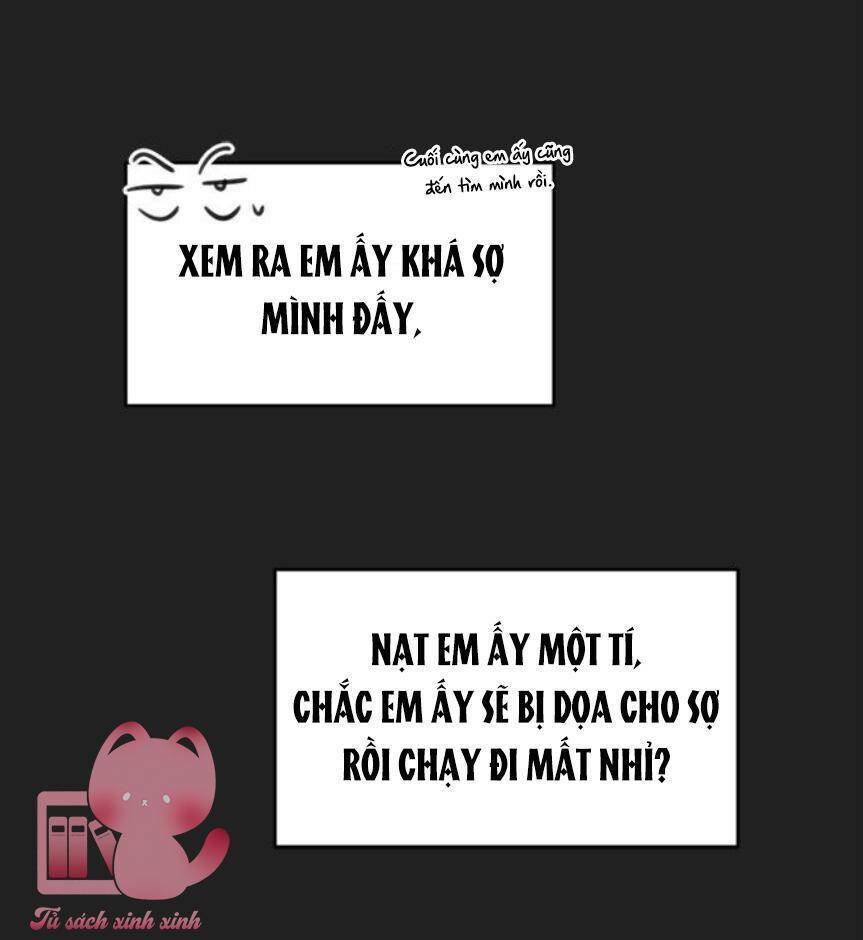 Cuối cùng em ấy cũng
đến tìm mình rồi.
XEM RA EM ẤY KHÁ SỢ
MÌNH ĐẤY,
NẠT EM ẤY MỘT TÍ,
CHẮC EM ẤY SẼ BỊ DỌA CHO SỢ
RỒI CHẠY ĐI MẤT NHỈ?
Tủ sách xinh xinh